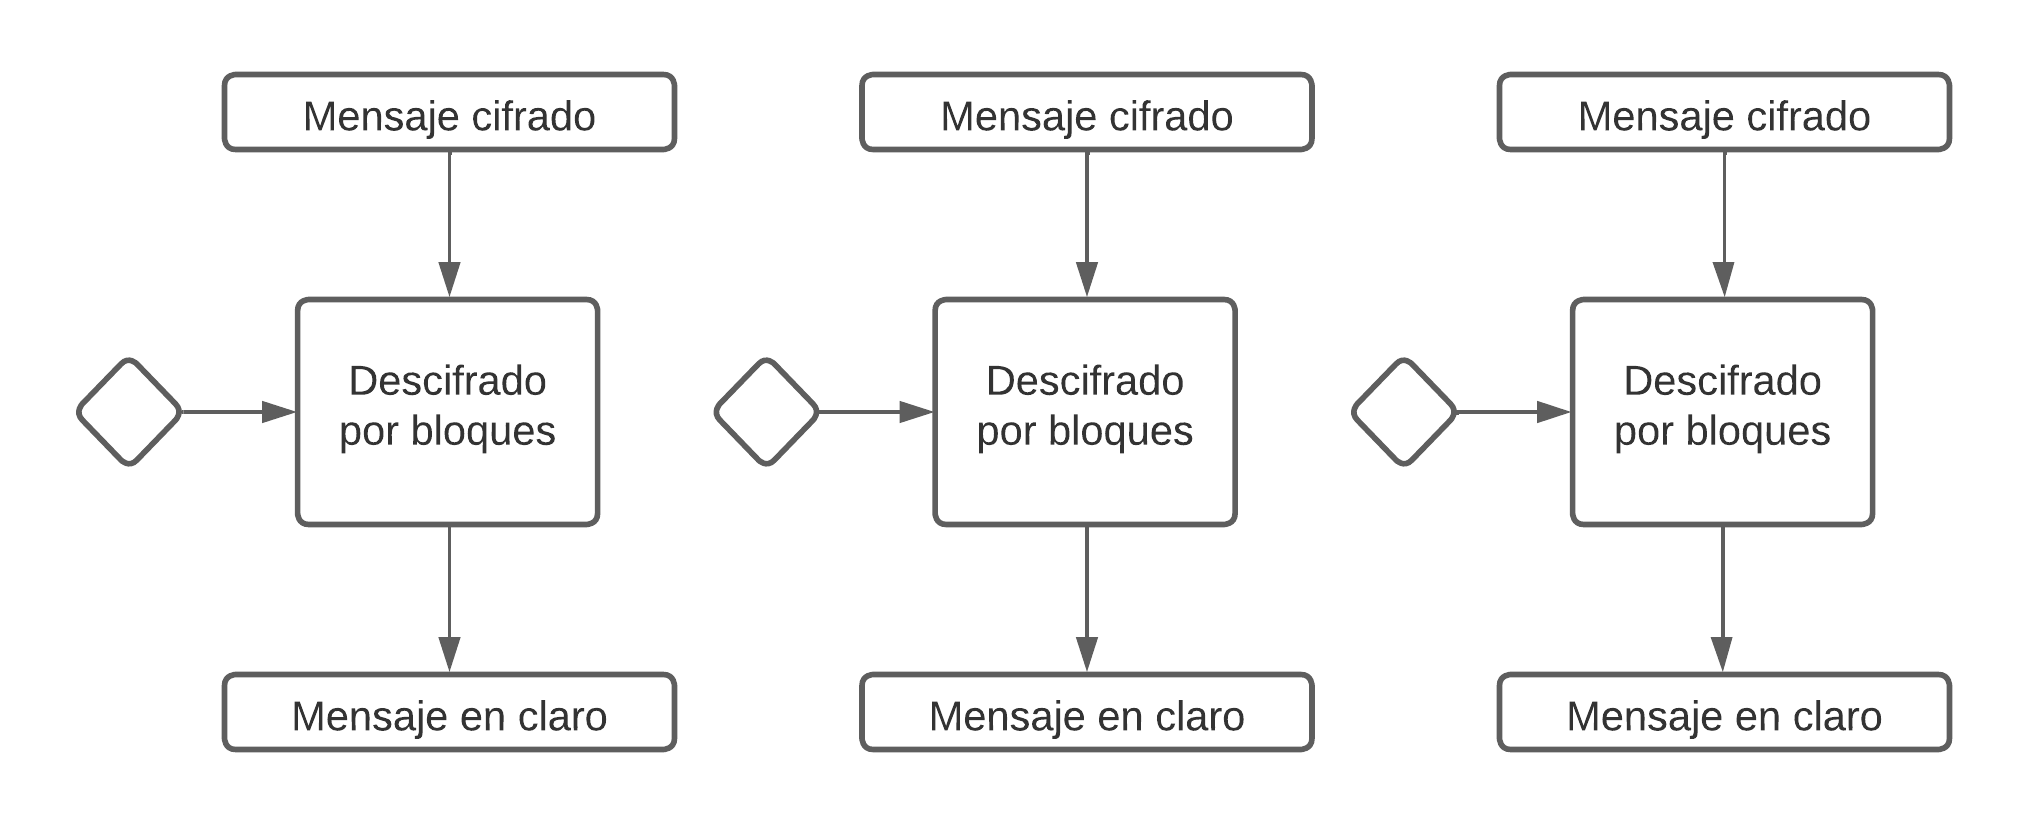 Mensaje cifrado
Mensaje cifrado
Mensaje cifrado
Descifrado
por bloques
Descifrado
por bloques
Descifrado
por bloques
Mensaje en claro
Mensaje en claro
Mensaje en claro